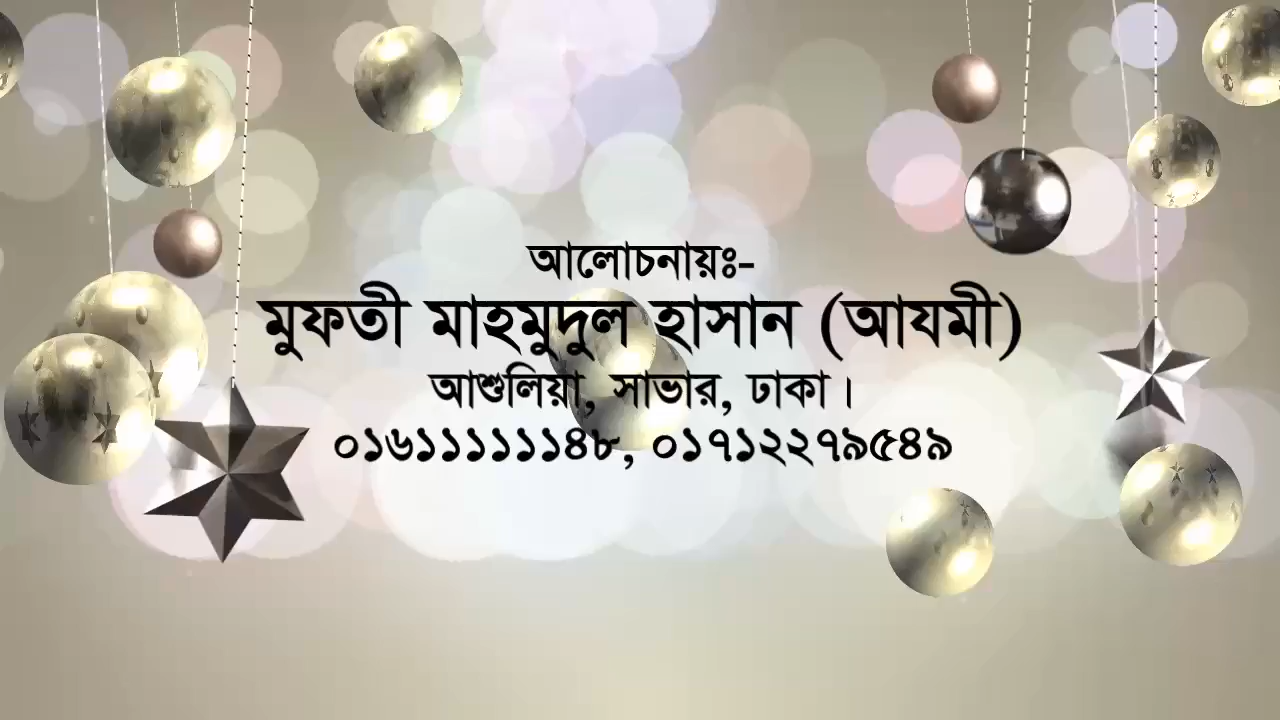 আলোচনায়ঃ-
মুফতী মাহমুদুল হাসান (আযমী)
আশুলিয়া, সাভার, ঢাকা।
০১৬১১১১১১৪৮, ০১৭১২২৭৯৫৪৯